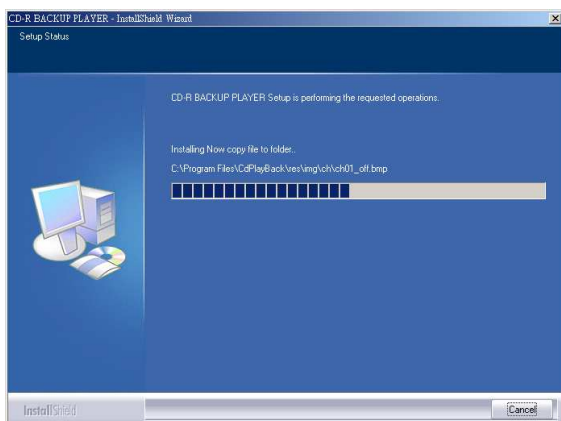 CD-R BACKUP PLAYER - InstallShield Wizard
Setup Status
CD-R BACKUP PLAYER Setup is performing the requested operations.
Installing Now copy file to folder..
C:\Program Files\CdPlayBack\res\img\ch\ch01_off.bmp
InstallShield
Cancel